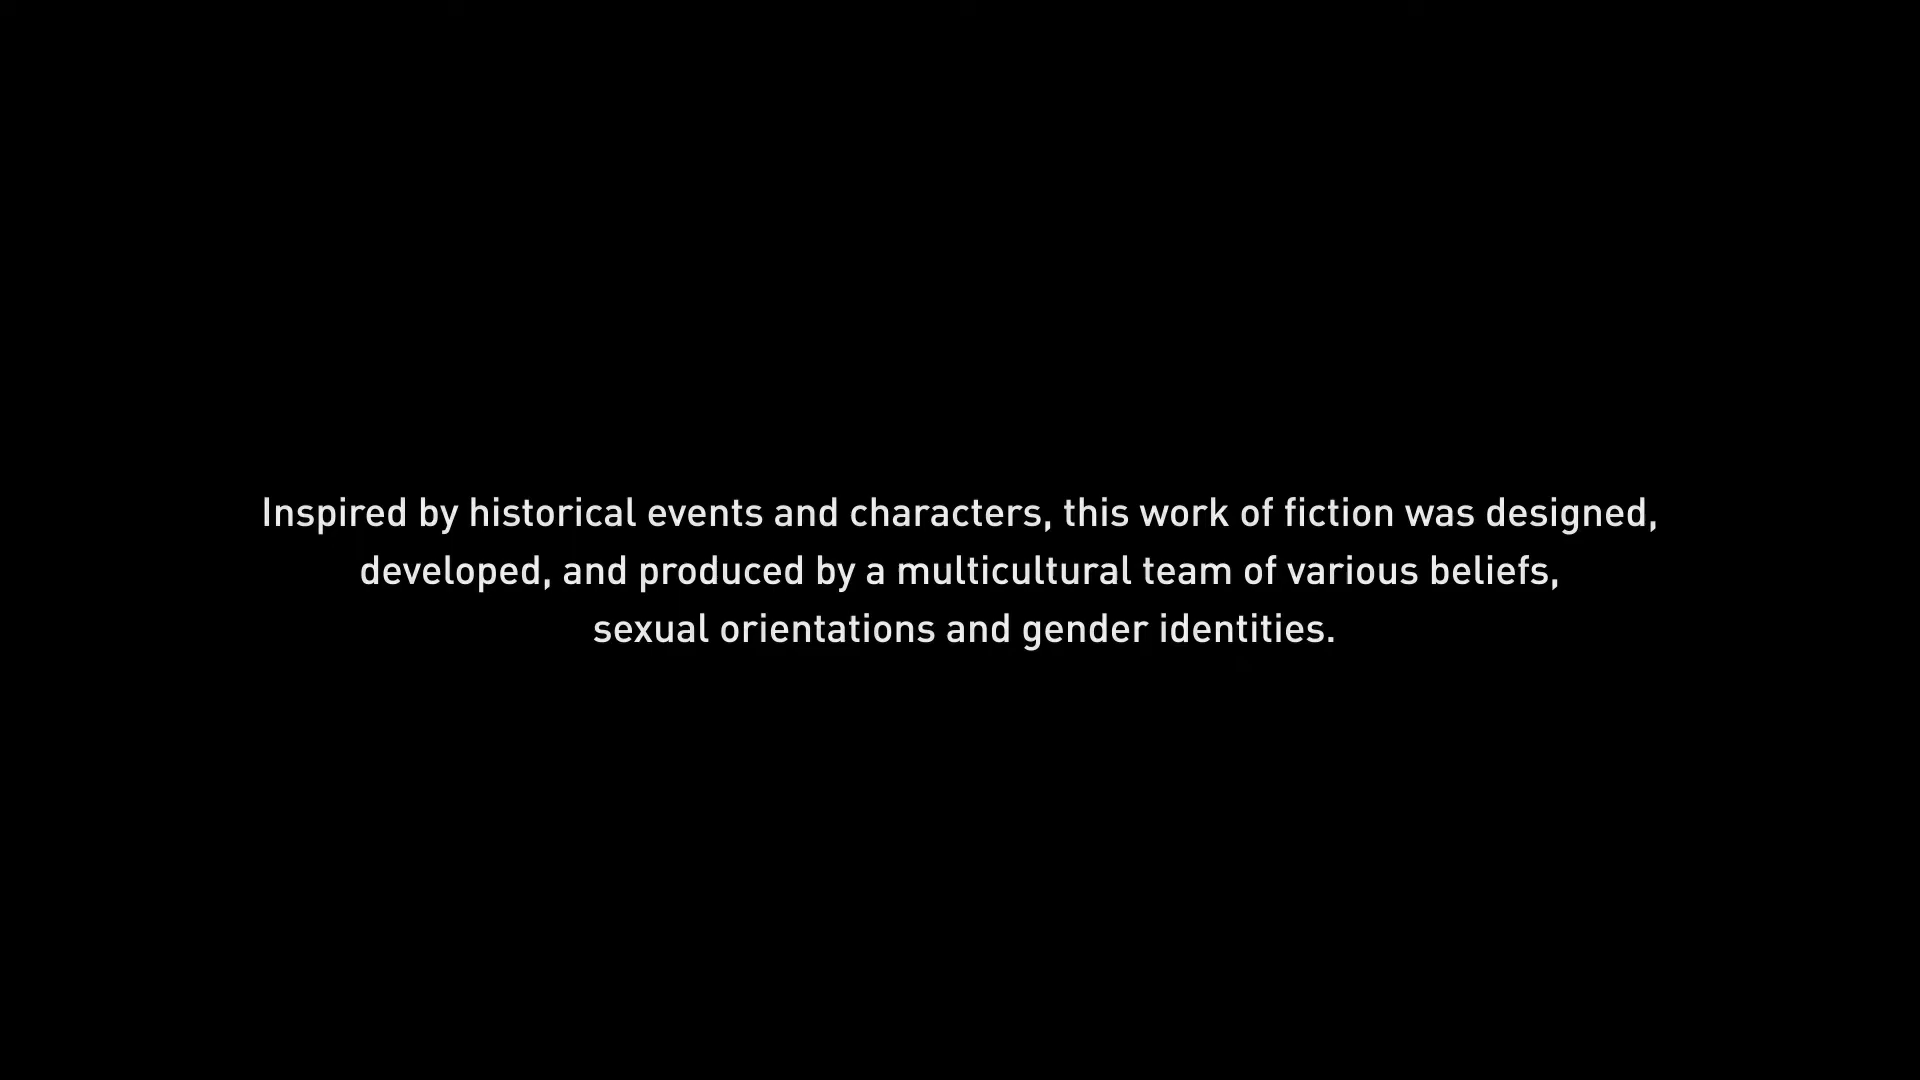 Inspired by historical events and characters, this work of fiction was designed,
developed, and produced by a multicultural team of various beliefs,
sexual orientations and gender identities.